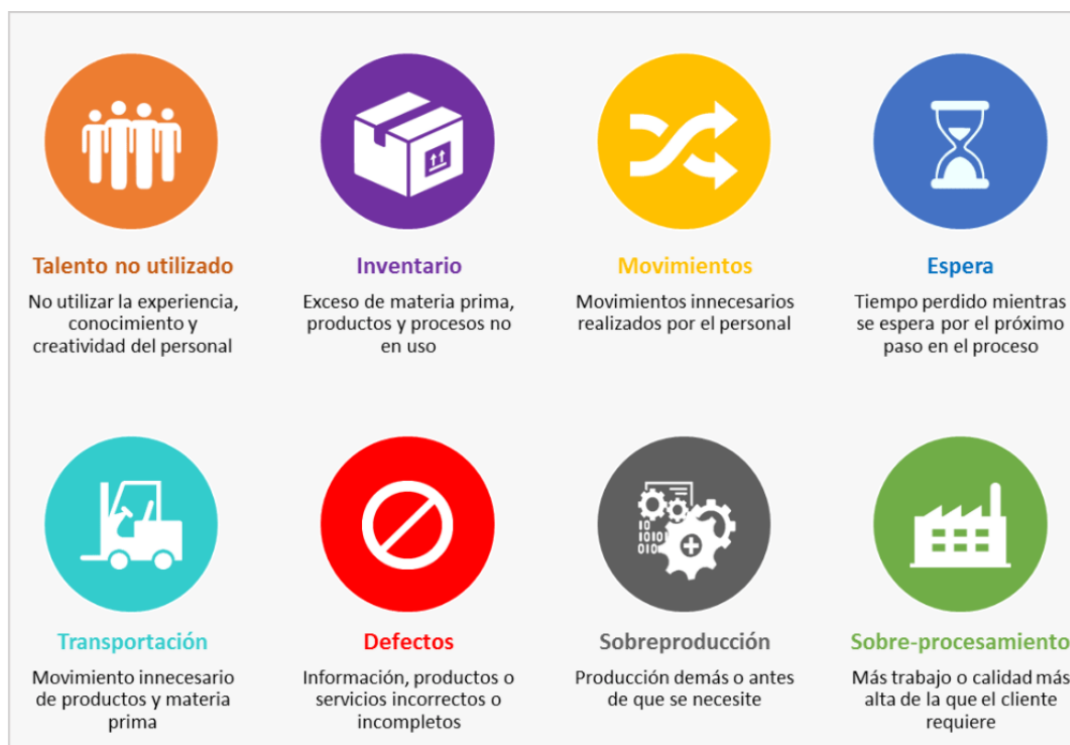 Talento no utilizado
No utilizar la experiencia,
conocimiento y
creatividad del personal
Inventario
Exceso de materia prima,
productos y procesos no
en uso
Movimientos
Movimientos innecesarios
realizados por el personal
Espera
Tiempo perdido mientras
se espera por el próximo
paso en el proceso
10
1010
010
Transportación
Movimiento innecesario
de productos y materia
prima
Defectos
Información, productos o
servicios incorrectos o
incompletos
Sobreproducción
Producción demás o antes
de que se necesite
Sobre-procesamiento
Más trabajo o calidad más
alta de la que el cliente
requiere